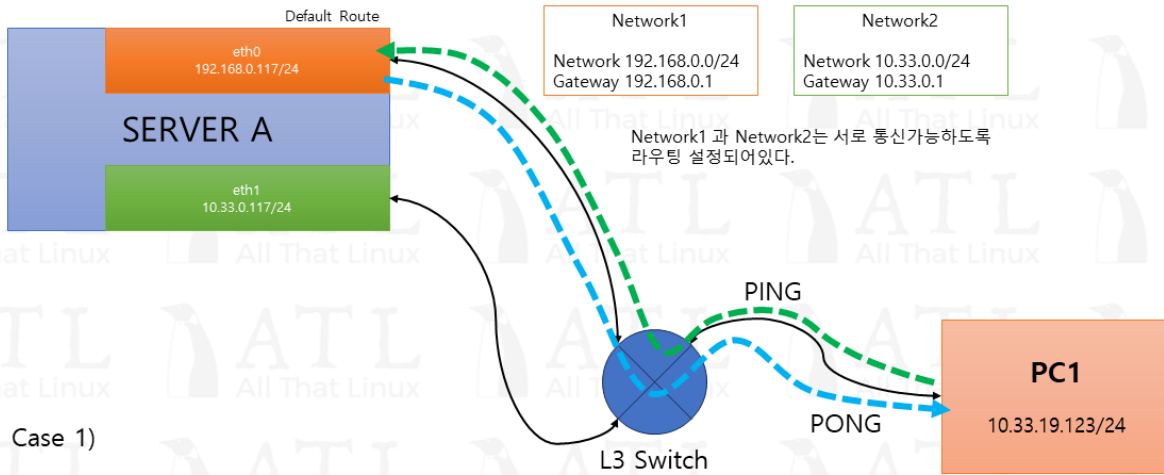 Default Route
eth0
192.168.0.117/24
SERVER A
eth1
10.33.0.117/24
Network1
Network 192.168.0.0/24
Gateway 192.168.0.1
Network2
Network 10.33.0.0/24
Gateway 10.33.0.1
Network1 과 Network2는 서로 통신가능하도록
라우팅 설정되어있다.
PING
PONG
PC1
10.33.19.123/24
L3 Switch
Case 1)
ATL
All That Linux